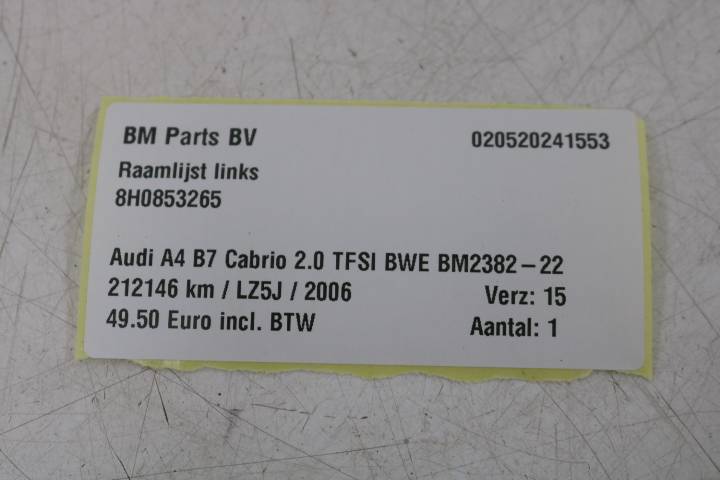 BM Parts BV 020520241553
Raamlijst links
8H0853265
Audi A4 B7 Cabrio 2.0 TFSI BWE BM2382-22
212146 km / LZ5J / 2006 Verz: 15
49.50 Euro incl. BTW Aantal: 1